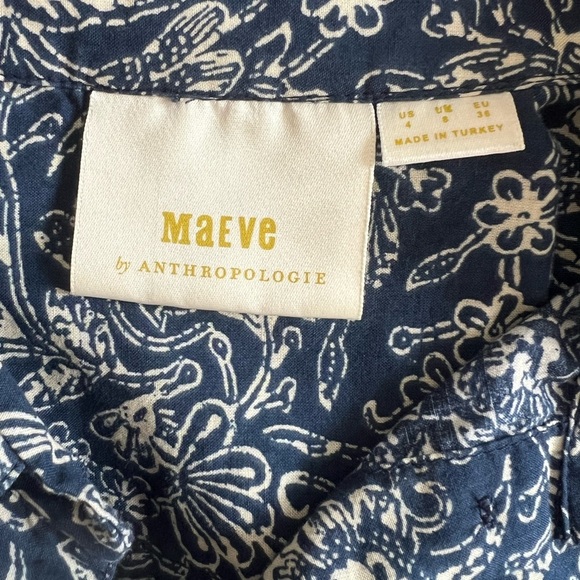 MaEVe
by ANTHROPOLOGIE
US UK EU
4 8 36
MADE IN TURKEY